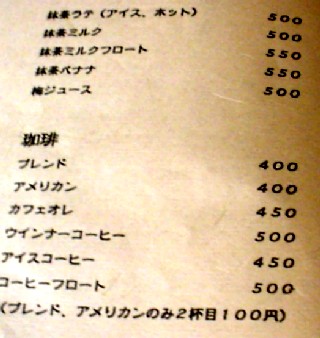 抹茶ラテ（アイス、ホット） 500
抹茶ミルク 500
抹茶ミルクフロート 550
抹茶バナナ 550
梅ジュース 500
珈琲
ブレンド 400
アメリカン 400
カフェオレ 450
ウインナーコーヒー 500
アイスコーヒー 450
コーヒーフロート 500
（ブレンド、アメリカンのみ２杯目１００円）